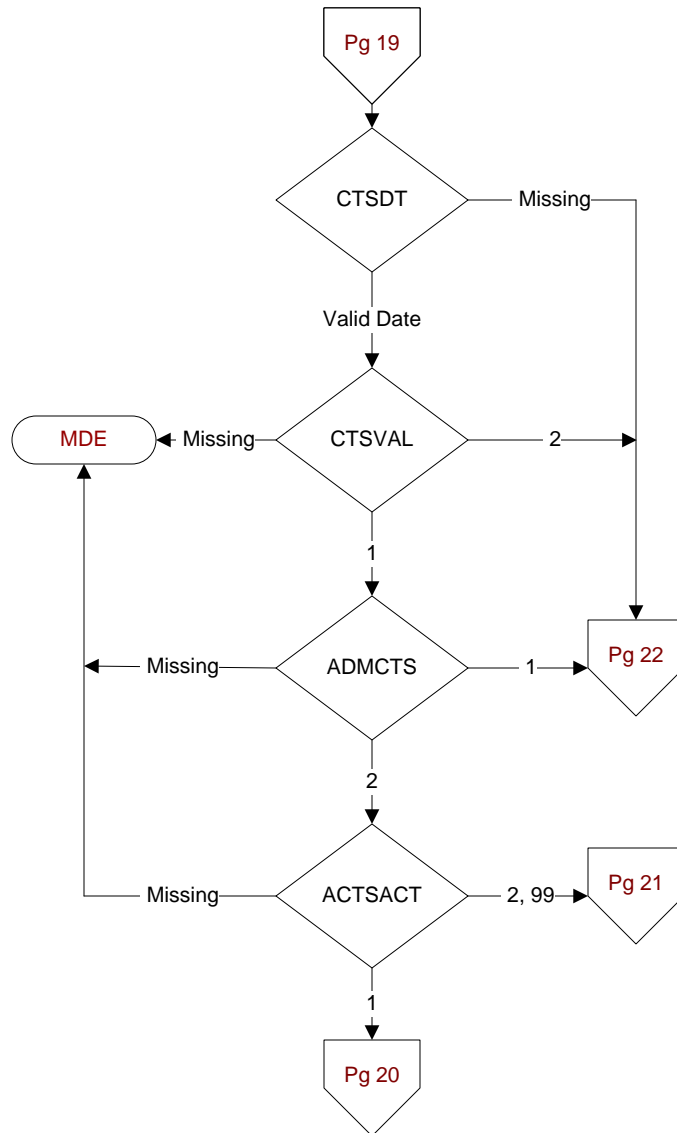 Pg 19
CTSDT
Missing
Valid Date
MDE
Missing
CTSVAL
2
1
Missing
ADMCTS
1
Pg 22
2
Missing
ACTSACT
2, 99
Pg 21
1
Pg 20